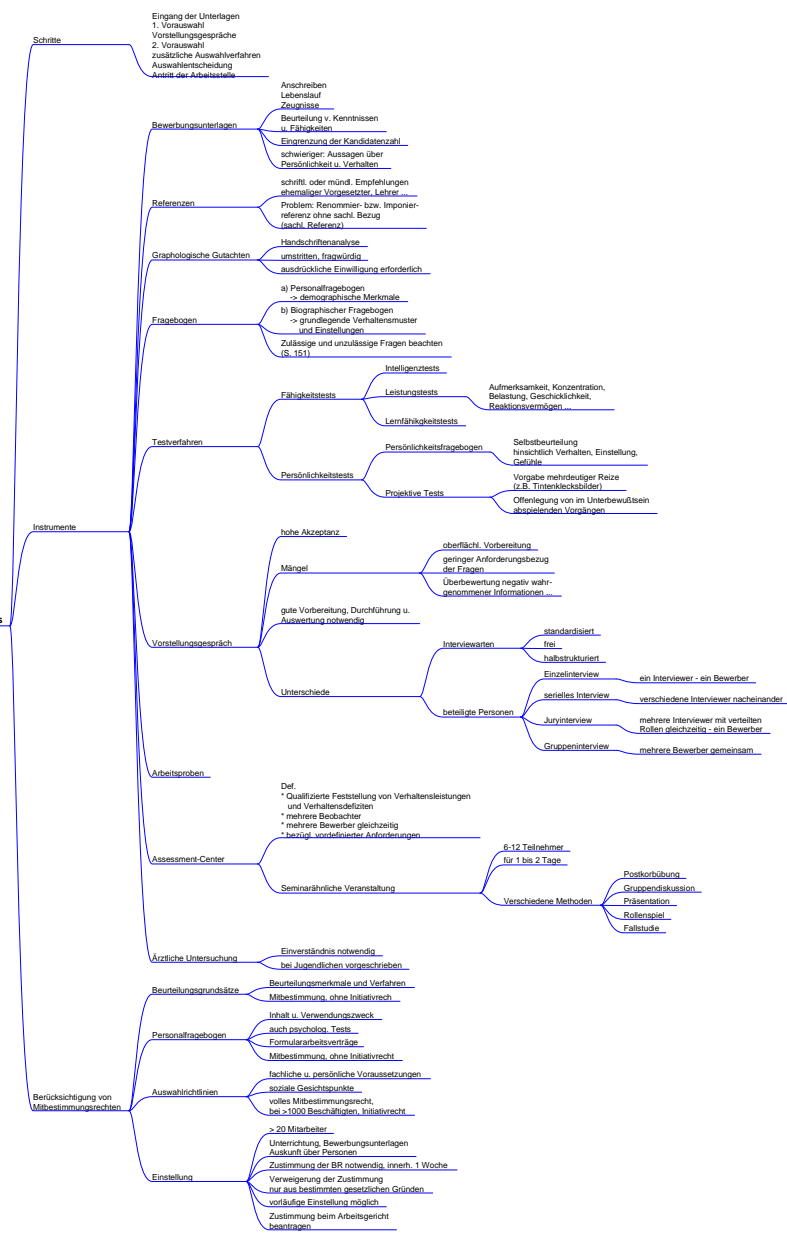 Schritte
Eingang der Unterlagen
1. Vorauswahl
Vorstellungsgespräche
2. Vorauswahl
zusätzliche Auswahlverfahren
Auswahlentscheidung
Antritt der Arbeitsstelle
s
Instrumente
Bewerbungsunterlagen
Anschreiben
Lebenslauf
Zeugnisse
Beurteilung v. Kenntnissen
u. Fähigkeiten
Eingrenzung der Kandidatenzahl
schwieriger: Aussagen über
Persönlichkeit u. Verhalten
Referenzen
schriftl. oder mündl. Empfehlungen
ehemaliger Vorgesetzter, Lehrer ...
Problem: Renommier- bzw. Imponier-
referenz ohne sachl. Bezug
(sachl. Referenz)
Graphologische Gutachten
Handschriftenanalyse
umstritten, fragwürdig
ausdrückliche Einwilligung erforderlich
Fragebogen
a) Personalfragebogen
-> demographische Merkmale
b) Biographischer Fragebogen
-> grundlegende Verhaltensmuster
und Einstellungen
Zulässige und unzulässige Fragen beachten
(S. 151)
Testverfahren
Fähigkeitstests
Intelligenztests
Leistungstests
Aufmerksamkeit, Konzentration,
Belastung, Geschicklichkeit,
Reaktionsvermögen ...
Lernfähikgkeitstests
Persönlichkeitstests
Persönlichkeitsfragebogen
Selbstbeurteilung
hinsichtlich Verhalten, Einstellung,
Gefühle
Projektive Tests
Vorgabe mehrdeutiger Reize
(z.B. Tintenklecksbilder)
Offenlegung von im Unterbewußtsein
abspielenden Vorgängen
Vorstellungsgespräch
hohe Akzeptanz
Mängel
oberflächl. Vorbereitung
geringer Anforderungsbezug
der Fragen
Überbewertung negativ wahr-
genommener Informationen ...
gute Vorbereitung, Durchführung u.
Auswertung notwendig
Unterschiede
Interviewarten
standardisiert
frei
halbstrukturiert
beteiligte Personen
Einzelinterview
ein Interviewer - ein Bewerber
serielles Interview
verschiedene Interviewer nacheinander
Juryinterview
mehrere Interviewer mit verteilten
Rollen gleichzeitig - ein Bewerber
Gruppeninterview
mehrere Bewerber gemeinsam
Arbeitsproben
Assessment-Center
Def.
* Qualifizierte Feststellung von Verhaltensleistungen
und Verhaltensdefiziten
* mehrere Beobachter
* mehrere Bewerber gleichzeitig
* bezügl. vordefinierter Anforderungen
Seminarähnliche Veranstaltung
6-12 Teilnehmer
für 1 bis 2 Tage
Verschiedene Methoden
Postkorbübung
Gruppendiskussion
Präsentation
Rollenspiel
Fallstudie
Ärztliche Untersuchung
Einverständnis notwendig
bei Jugendlichen vorgeschrieben
Berücksichtigung von
Mitbestimmungsrechten
Beurteilungsgrundsätze
Beurteilungsmerkmale und Verfahren
Mitbestimmung, ohne Initiativrech
Personalfragebogen
Inhalt u. Verwendungszweck
auch psycholog. Tests
Formulararbeitsverträge
Mitbestimmung, ohne Initiativrecht
Auswahlrichtlinien
fachliche u. persönliche Voraussetzungen
soziale Gesichtspunkte
volles Mitbestimmungsrecht,
bei >1000 Beschäftigten, Initiativrecht
Einstellung
> 20 Mitarbeiter
Unterrichtung, Bewerbungsunterlagen
Auskunft über Personen
Zustimmung der BR notwendig, innerh. 1 Woche
Verweigerung der Zustimmung
nur aus bestimmten gesetzlichen Gründen
vorläufige Einstellung möglich
Zustimmung beim Arbeitsgericht
beantragen